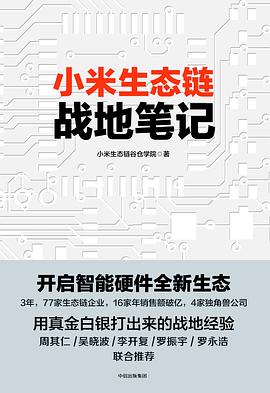 小米生态链
战地笔记
小米生态链谷仓学院◎著
开启智能硬件全新生态
3年，77家生态链企业，16家年销售额破亿，4家独角兽公司
用真金白银打出来的战地经验
周其仁/吴晓波/李开复/罗振宇/罗永浩
联合推荐
中信出版集团